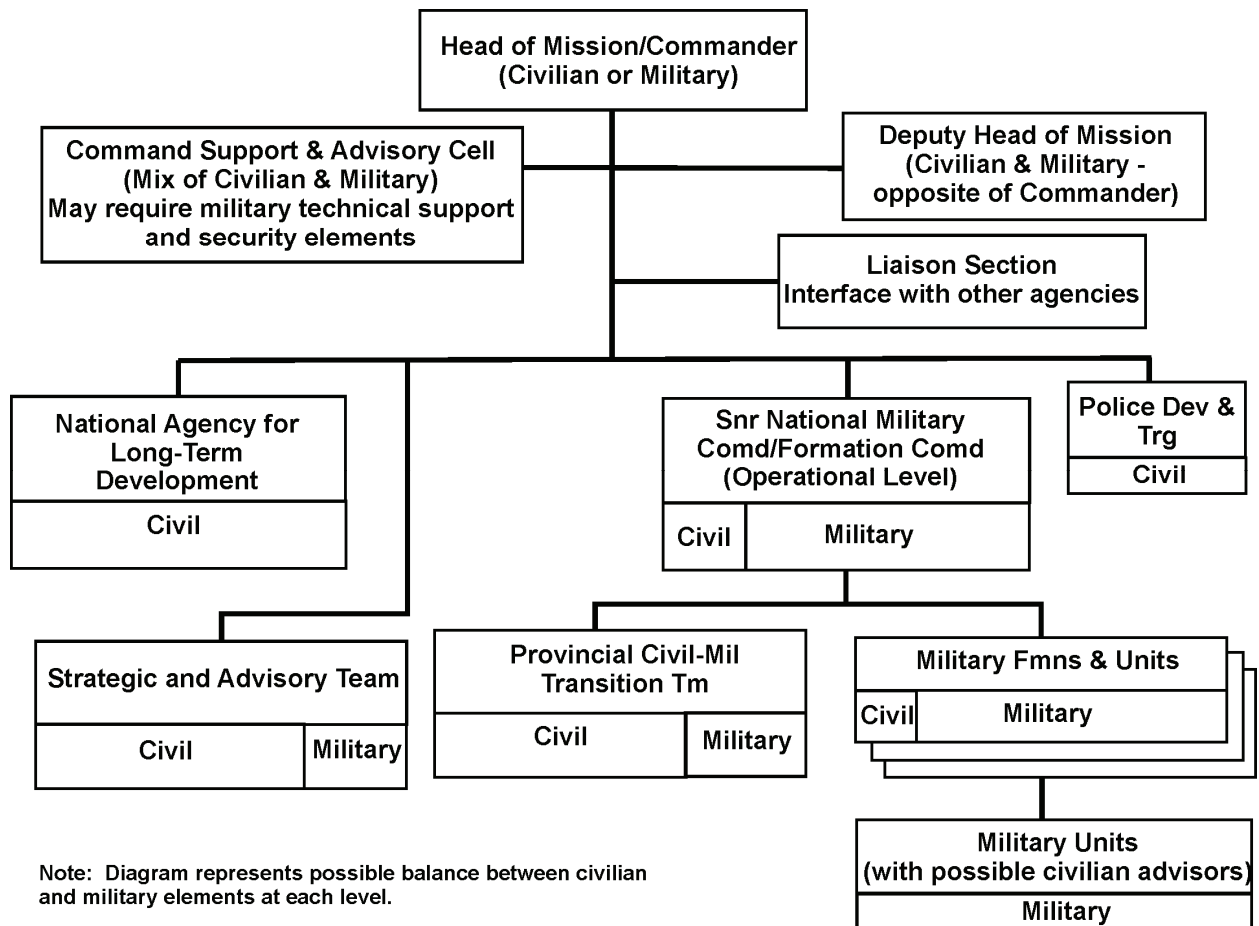 Head of Mission/Commander
(Civilian or Military)
Command Support & Advisory Cell
(Mix of Civilian & Military)
May require military technical support
and security elements
Deputy Head of Mission
(Civilian & Military -
opposite of Commander)
Liaison Section
Interface with other agencies
National Agency for
Long-Term
Development
Civil
Snr National Military
Comd/Formation Comd
(Operational Level)
Civil
Military
Police Dev &
Trg
Civil
Strategic and Advisory Team
Civil
Military
Provincial Civil-Mil
Transition Tm
Civil
Military
Military Fmns & Units
Civil
Military
Military Units
(with possible civilian advisors)
Military
Note: Diagram represents possible balance between civilian
and military elements at each level.